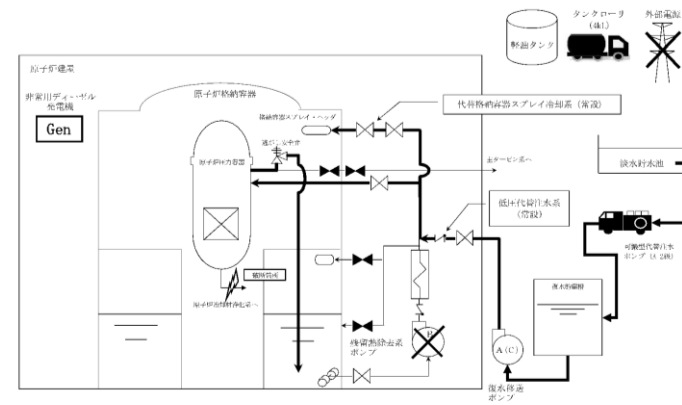 タンクローリ
(4kL)
外部電源
軽油タンク
原子炉建屋
原子炉格納容器
非常用ディーゼル
発電機
Gen
格納容器スプレイ・ヘッダ
代替格納容器スプレイ冷却系 (常設)
逃がし安全弁
原子炉圧力容器
主タービン系へ
淡水貯水池
低圧代替注水系
(常設)
可搬型代替注水
ポンプ(A-2級)
破断箇所
原子炉冷却材浄化系へ
復水貯蔵槽
残留熱除去系
ポンプ
B
A(C)
復水移送
ポンプ